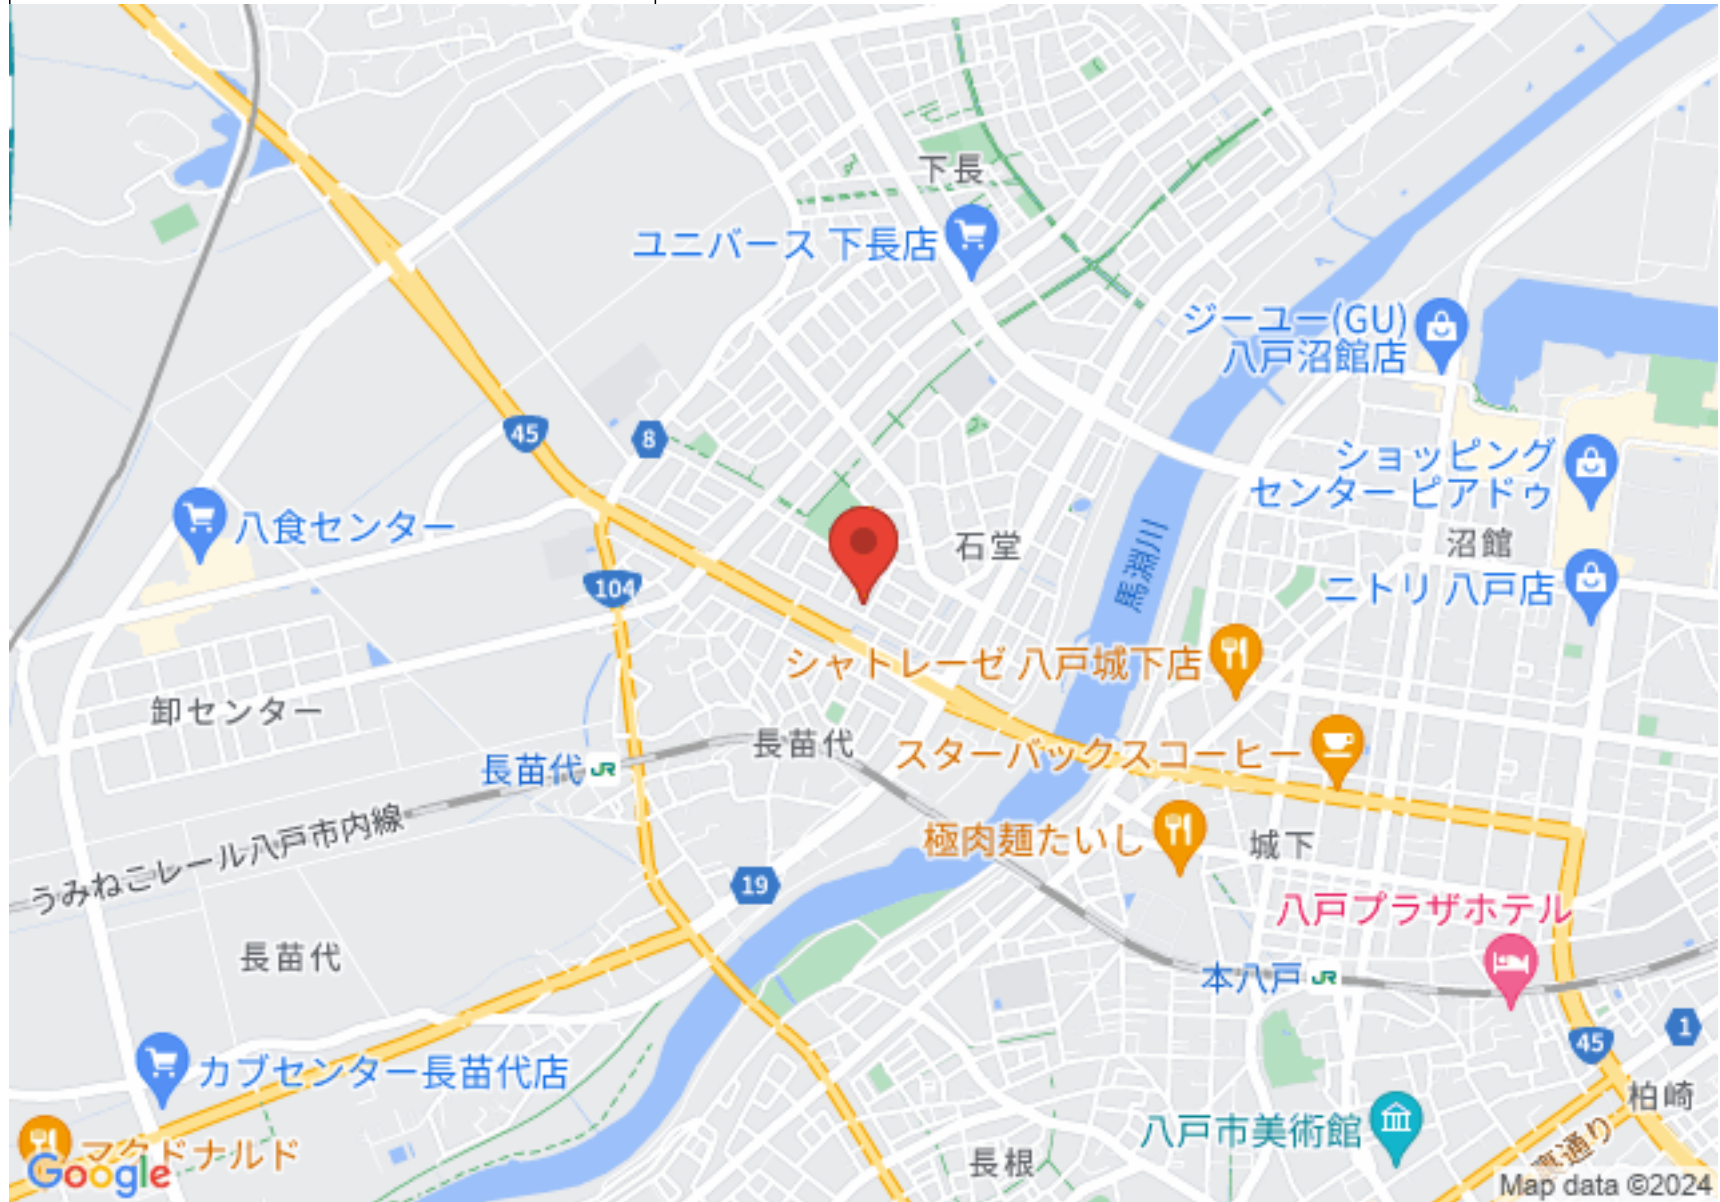 下長
ユニバース 下長店
ジーユー(GU)
八戸沼館店
45
8
ショッピング
センター ピアドゥ
八食センター
石堂
沼館
馬淵川
104
ニトリ 八戸店
シャトレーゼ 八戸城下店
卸センター
長苗代
長苗代 JR
スターバックスコーヒー
うみねこレール八戸市内線
極肉麺たいし
城下
19
八戸プラザホテル
長苗代
本八戸 JR
1
45
カブセンター長苗代店
柏崎
八戸市美術館
マクドナルド
長根
通り
Google
Map data ©2024